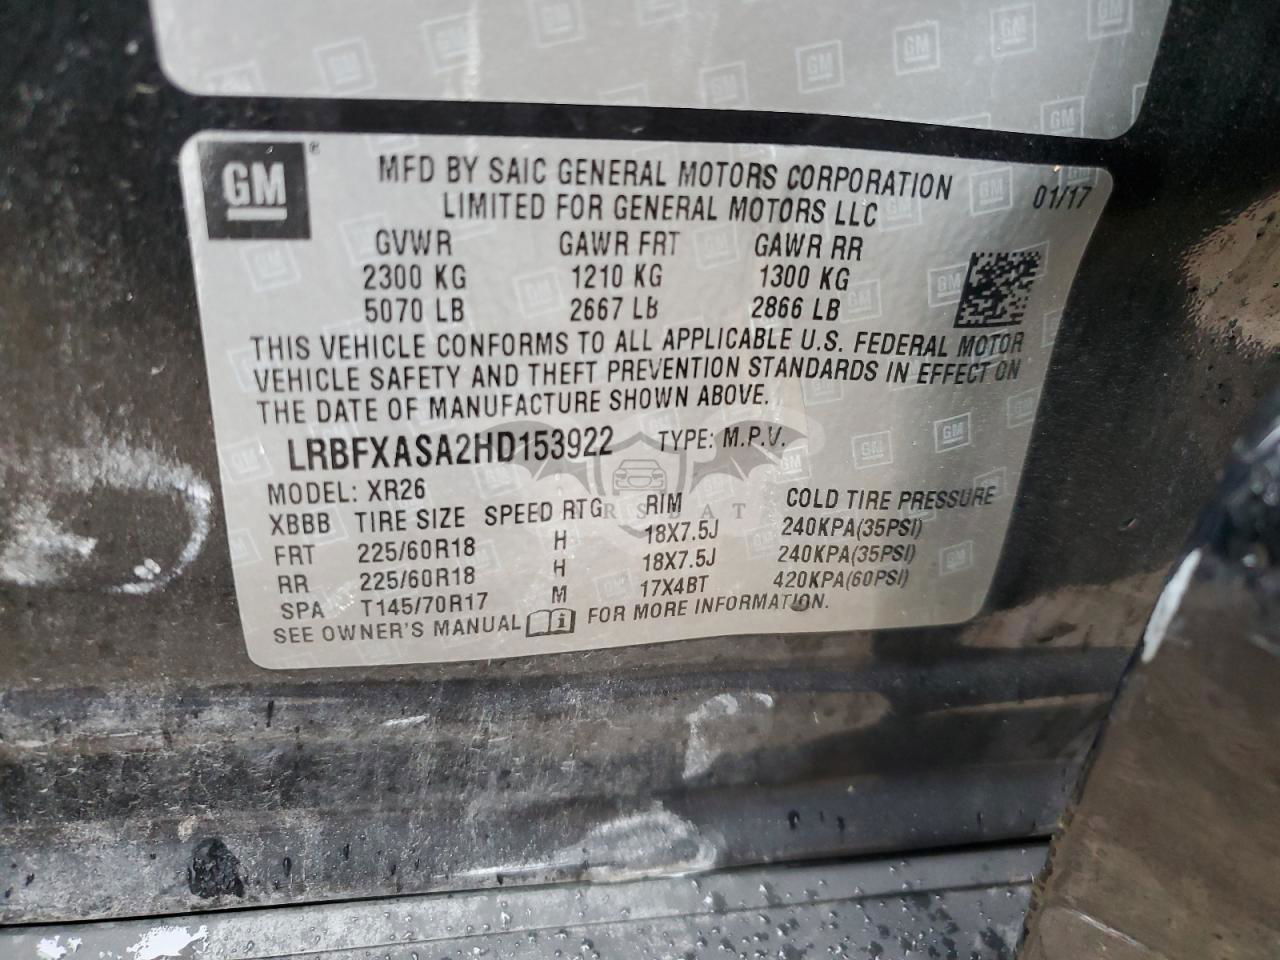 GM ® MFD BY SAIC GENERAL MOTORS CORPORATION 01/17
LIMITED FOR GENERAL MOTORS LLC
GVWR GAWR FRT GAWR RR
2300 KG 1210 KG 1300 KG
5070 LB 2667 LB 2866 LB
THIS VEHICLE CONFORMS TO ALL APPLICABLE U.S. FEDERAL MOTOR
VEHICLE SAFETY AND THEFT PREVENTION STANDARDS IN EFFECT ON
THE DATE OF MANUFACTURE SHOWN ABOVE.
LRBFXASA2HD153922 TYPE: M.P.V.
MODEL: XR26
XBBB TIRE SIZE SPEED RTG RIM COLD TIRE PRESSURE
FRT 225/60R18 H 18X7.5J 240KPA(35PSI)
RR 225/60R18 H 18X7.5J 240KPA(35PSI)
SPA T145/70R17 M 17X4BT 420KPA(60PSI)
SEE OWNER'S MANUAL i FOR MORE INFORMATION.